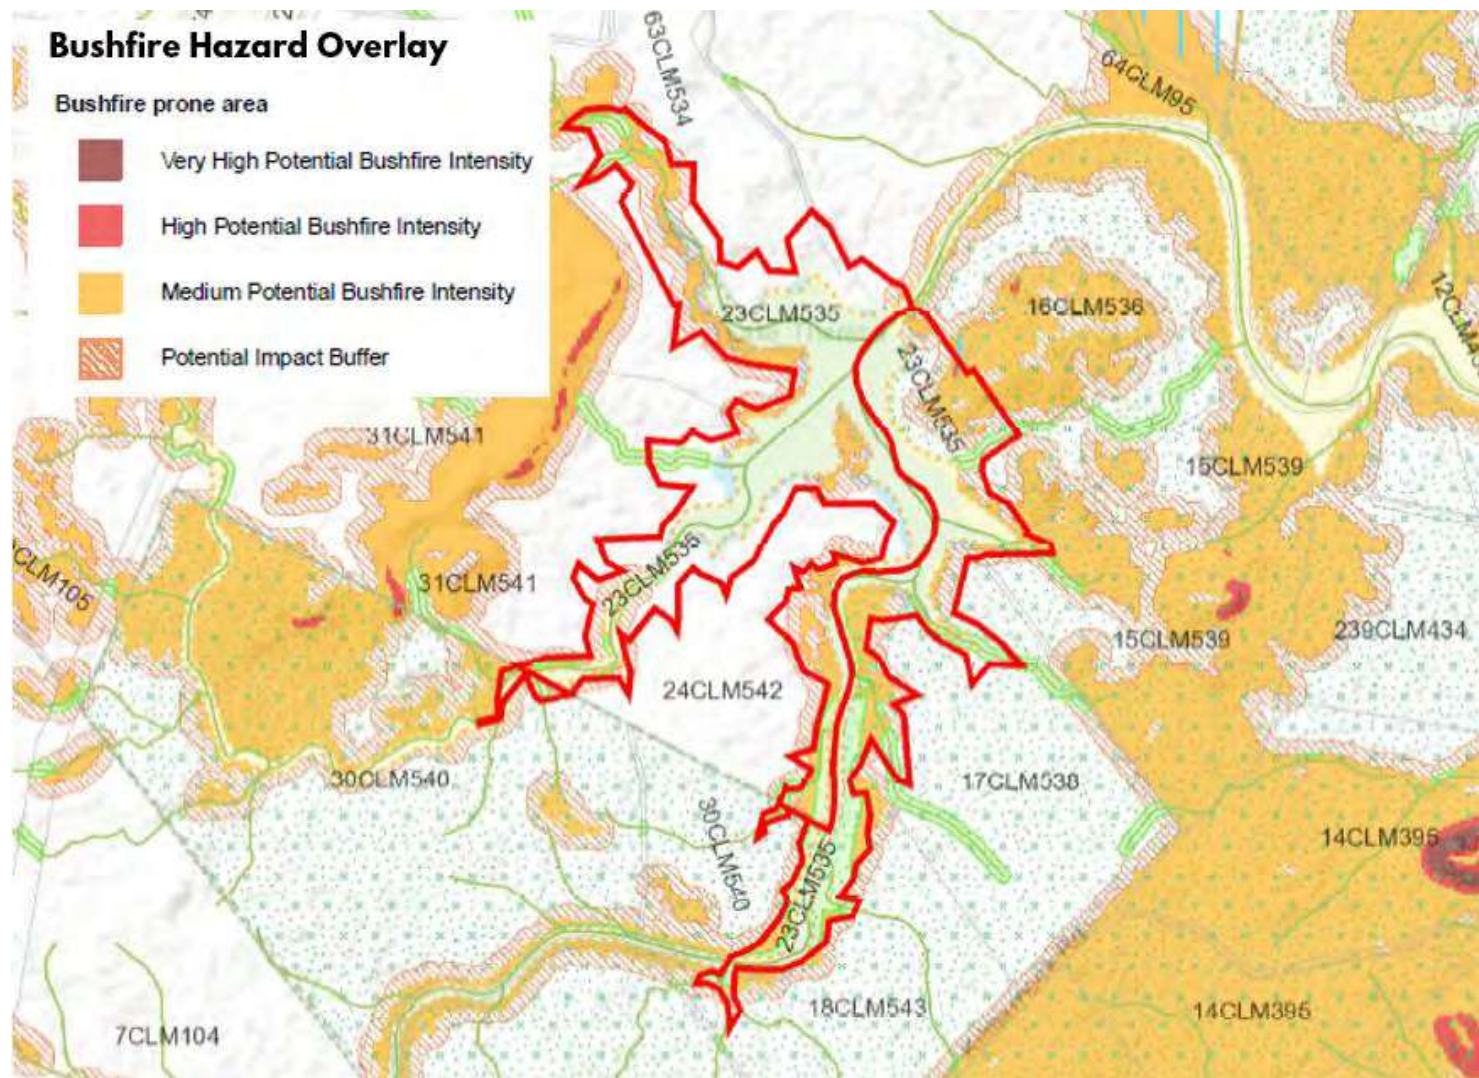 Bushfire Hazard Overlay
Bushfire prone area
Very High Potential Bushfire Intensity
High Potential Bushfire Intensity
Medium Potential Bushfire Intensity
Potential Impact Buffer
63CLM534
64CLM95
23CLM535
16CLM536
23CLM535
31CLM541
15CLM539
31CLM541
23CLM535
15CLM539
239CLM434
24CLM542
30CLM540
17CLM538
30CLM540
14CLM395
23CLM535
18CLM543
14CLM395
7CLM104